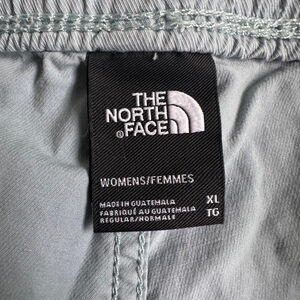 THE
NORTH
FACE
®
WOMENS/FEMMES
MADE IN GUATEMALA XL
FABRIQUÉ AU GUATEMALA TG
REGULAR/NORMALE